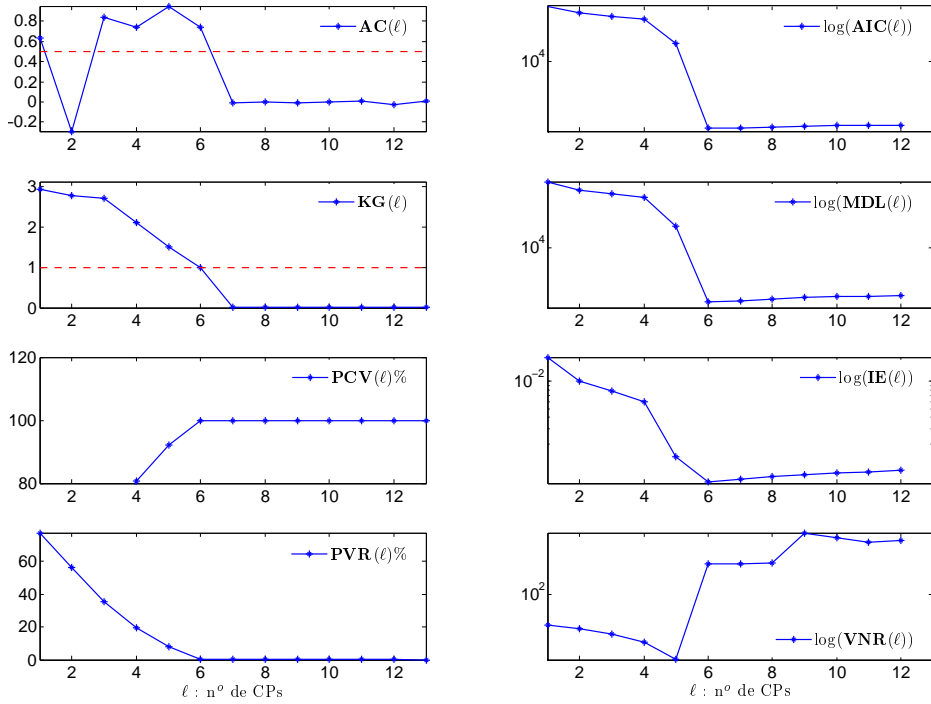 AC(ℓ)
0.8
0.6
0.4
0.2
0
-0.2
2 4 6 8 10 12
log(AIC(ℓ))
10^4
2 4 6 8 10 12
KG(ℓ)
3
2
1
0
2 4 6 8 10 12
log(MDL(ℓ))
10^4
2 4 6 8 10 12
PCV(ℓ)%
120
100
80
2 4 6 8 10 12
log(IE(ℓ))
10^−2
2 4 6 8 10 12
PVR(ℓ)%
60
40
20
0
2 4 6 8 10 12
ℓ : n^o de CPs
10^2
log(VNR(ℓ))
2 4 6 8 10 12
ℓ : n^o de CPs